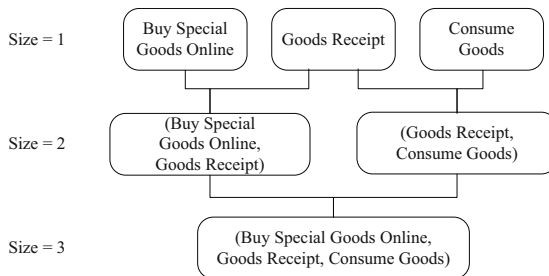 Size = 1
Buy Special
Goods Online
Goods Receipt
Consume
Goods
Size = 2
(Buy Special
Goods Online,
Goods Receipt)
(Goods Receipt,
Consume Goods)
Size = 3
(Buy Special Goods Online,
Goods Receipt, Consume Goods)